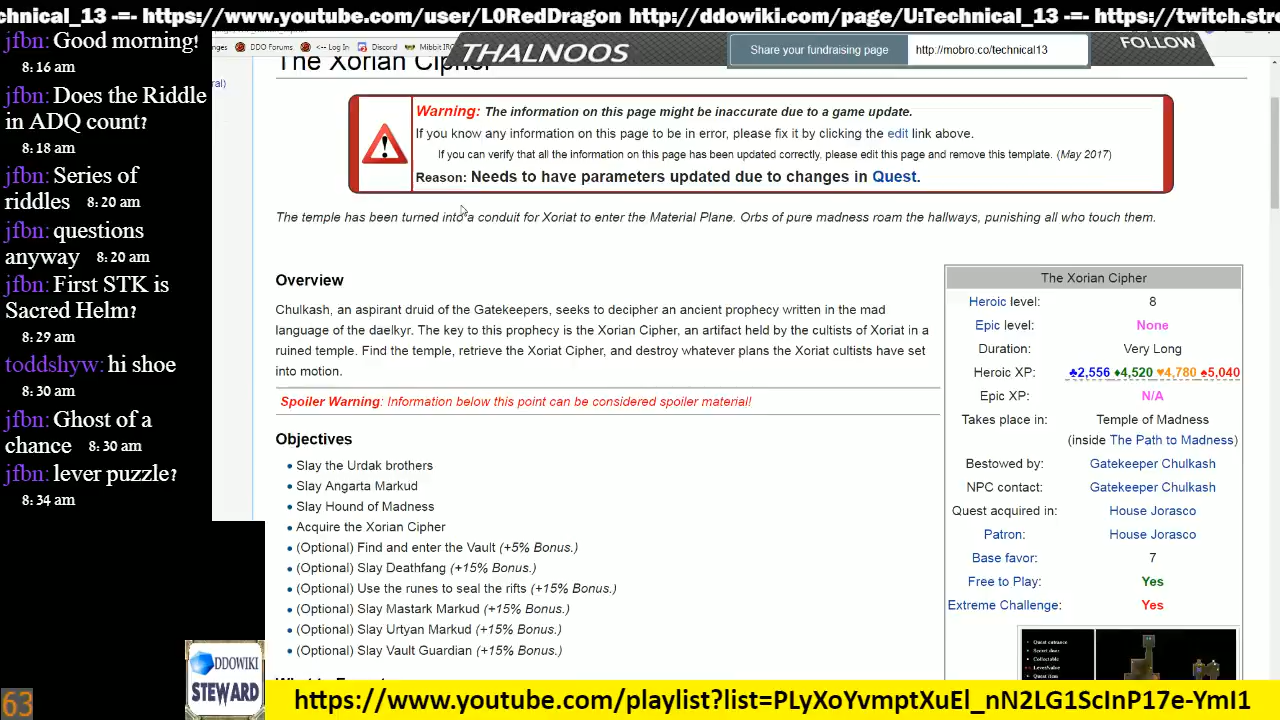 chnical_13 -=- https://www.youtube.com/user/L0RedDragon http://ddowiki.com/page/U:Technical_13 -=- https://twitch.stre
jfbn: Good morning!
8:16 am
jfbn: Does the Riddle
in ADQ count?
8:18 am
jfbn: Series of
riddles 8:20 am
jfbn: questions
anyway 8:20 am
jfbn: First STK is
Sacred Helm?
8:29 am
toddshyw: hi shoe
8:30 am
jfbn: Ghost of a
chance 8:30 am
jfbn: lever puzzle?
8:34 am
nges DDO Forums <-- Log In Discord Mibbit IR
THALNOOS
Share your fundraising page http://mobro.co/technical13
FOLLOW
ral)
The Xorian Cipher
Warning: The information on this page might be inaccurate due to a game update.
If you know any information on this page to be in error, please fix it by clicking the edit link above.
If you can verify that all the information on this page has been updated correctly, please edit this page and remove this template. (May 2017)
Reason: Needs to have parameters updated due to changes in Quest.
The temple has been turned into a conduit for Xoriat to enter the Material Plane. Orbs of pure madness roam the hallways, punishing all who touch them.
Overview
Chulkash, an aspirant druid of the Gatekeepers, seeks to decipher an ancient prophecy written in the mad
language of the daelkyr. The key to this prophecy is the Xorian Cipher, an artifact held by the cultists of Xoriat in a
ruined temple. Find the temple, retrieve the Xoriat Cipher, and destroy whatever plans the Xoriat cultists have set
into motion.
Spoiler Warning: Information below this point can be considered spoiler material!
Objectives
• Slay the Urdak brothers
• Slay Angarta Markud
• Slay Hound of Madness
• Acquire the Xorian Cipher
• (Optional) Find and enter the Vault (+5% Bonus.)
• (Optional) Slay Deathfang (+15% Bonus.)
• (Optional) Use the runes to seal the rifts (+15% Bonus.)
• (Optional) Slay Mastark Markud (+15% Bonus.)
• (Optional) Slay Urtyan Markud (+15% Bonus.)
• (Optional) Slay Vault Guardian (+15% Bonus.)
The Xorian Cipher
Heroic level: 8
Epic level: None
Duration: Very Long
Heroic XP: ♣2,556 ♦4,520 ♥4,780 ♠5,040
Epic XP: N/A
Takes place in: Temple of Madness
(inside The Path to Madness)
Bestowed by: Gatekeeper Chulkash
NPC contact: Gatekeeper Chulkash
Quest acquired in: House Jorasco
Patron: House Jorasco
Base favor: 7
Free to Play: Yes
Extreme Challenge: Yes
Quest entrance
Secret door
Collectable
Lever/Valve
Quest item
DDOWIKI
STEWARD
63
https://www.youtube.com/playlist?list=PLyXoYvmptXuEl_nN2LG1ScInP17e-YmI1